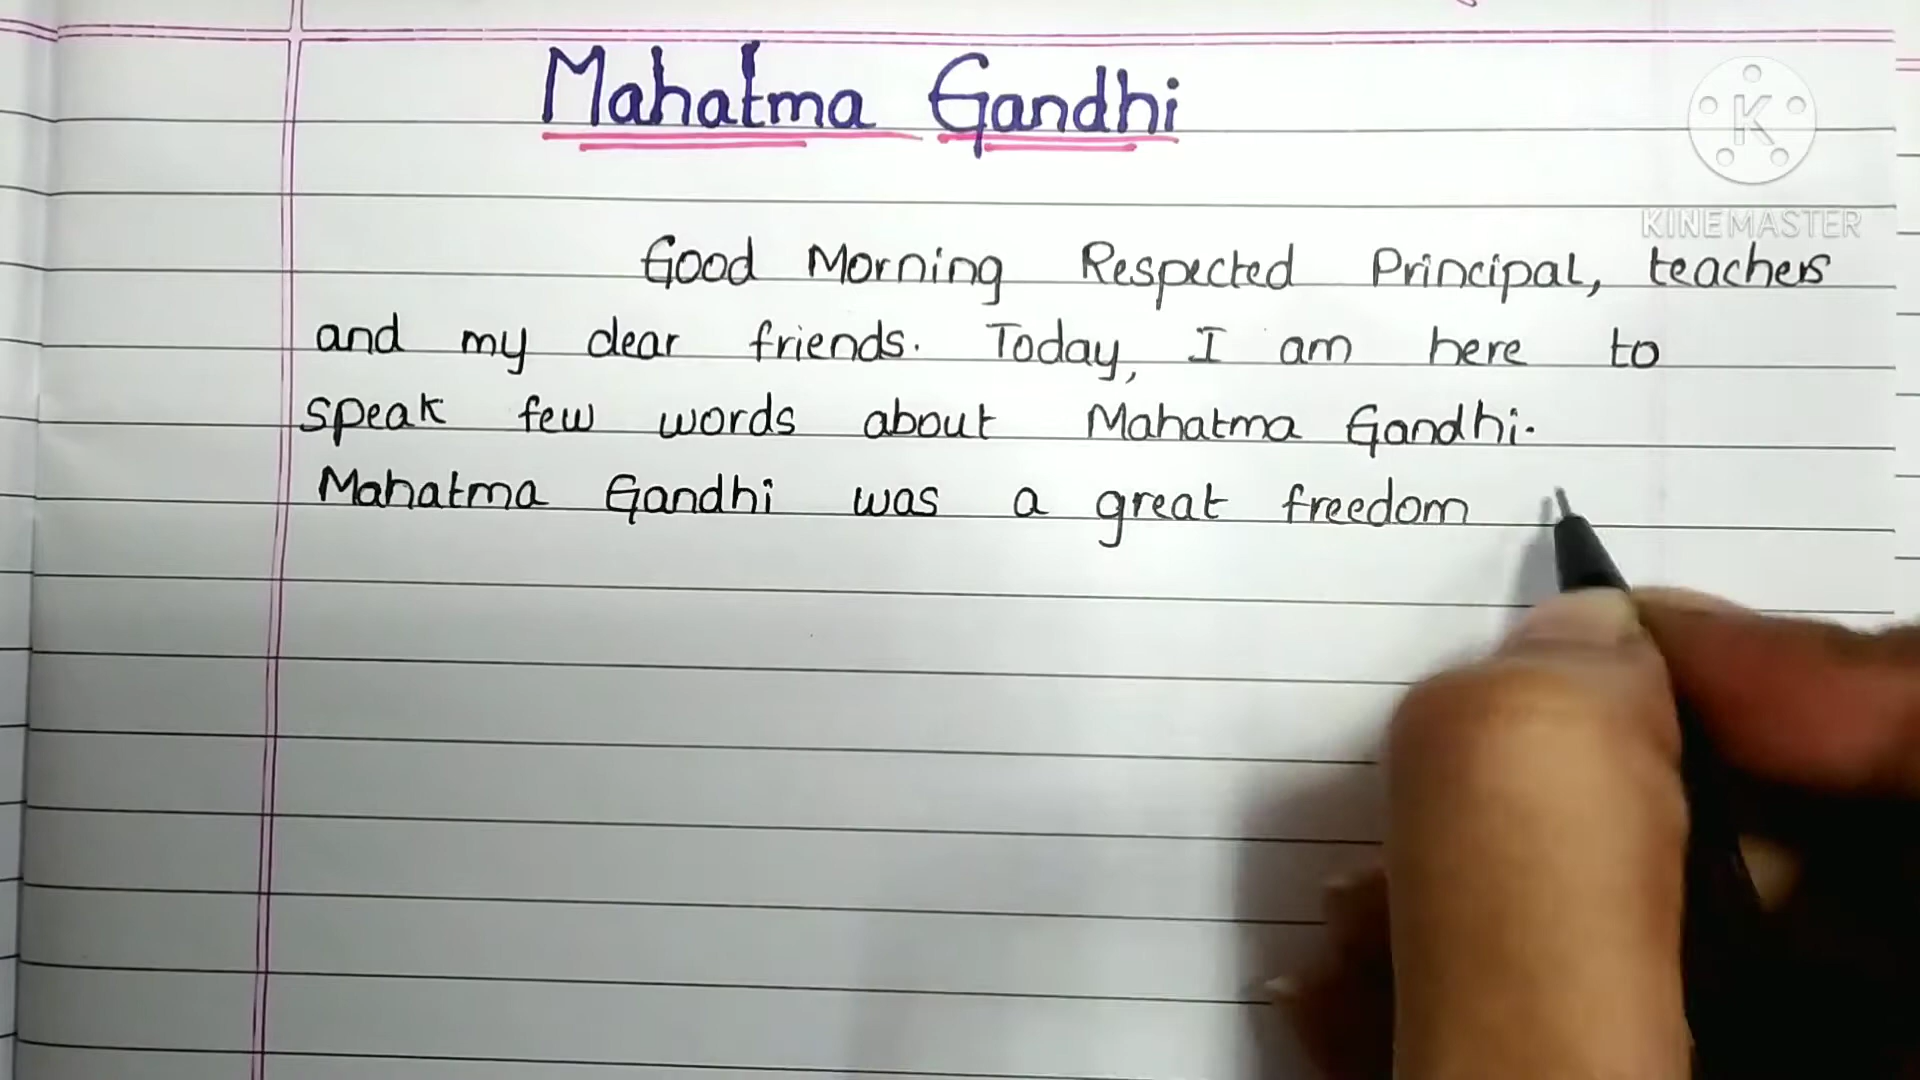 Mahatma Gandhi
KINEMASTER
Good Morning Respected Principal, teachers
and my dear friends. Today, I am here to
speak few words about Mahatma Gandhi.
Mahatma Gandhi was a great freedom